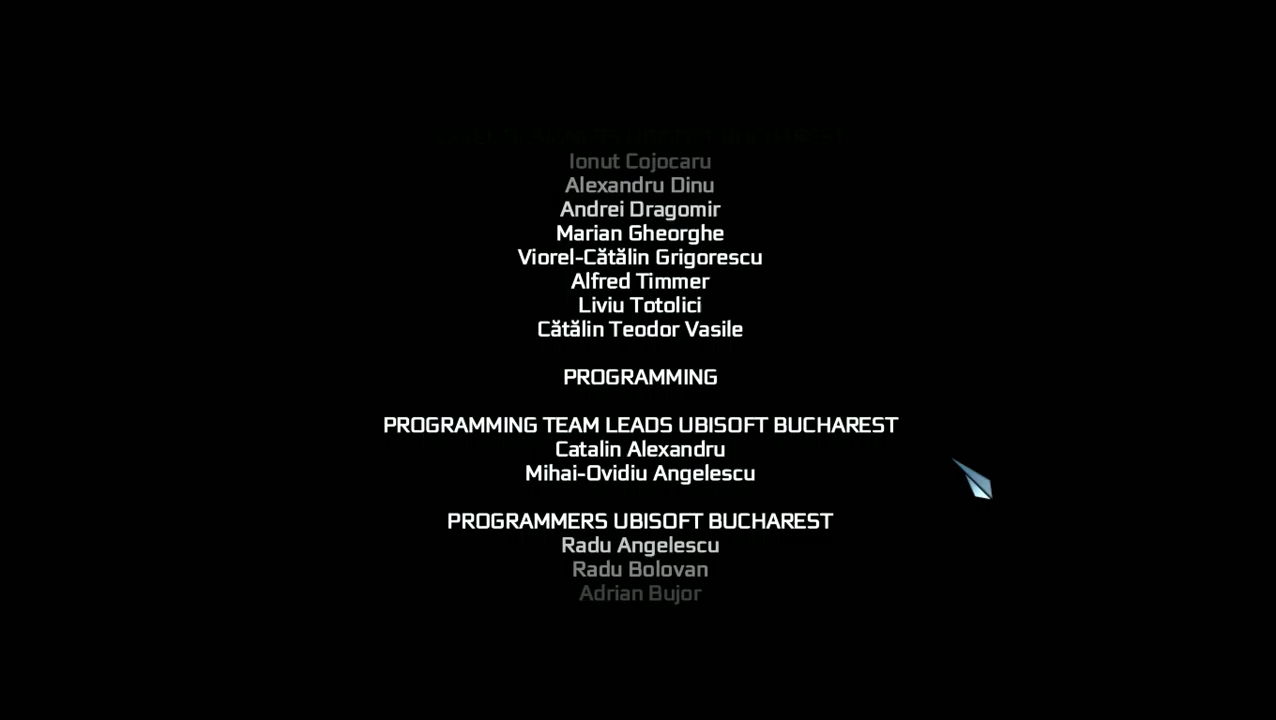 Ionut Cojocaru
Alexandru Dinu
Andrei Dragomir
Marian Gheorghe
Viorel-Cătălin Grigorescu
Alfred Timmer
Liviu Totolici
Cătălin Teodor Vasile
PROGRAMMING
PROGRAMMING TEAM LEADS UBISOFT BUCHAREST
Catalin Alexandru
Mihai-Ovidiu Angelescu
PROGRAMMERS UBISOFT BUCHAREST
Radu Angelescu
Radu Bolovan
Adrian Bujor